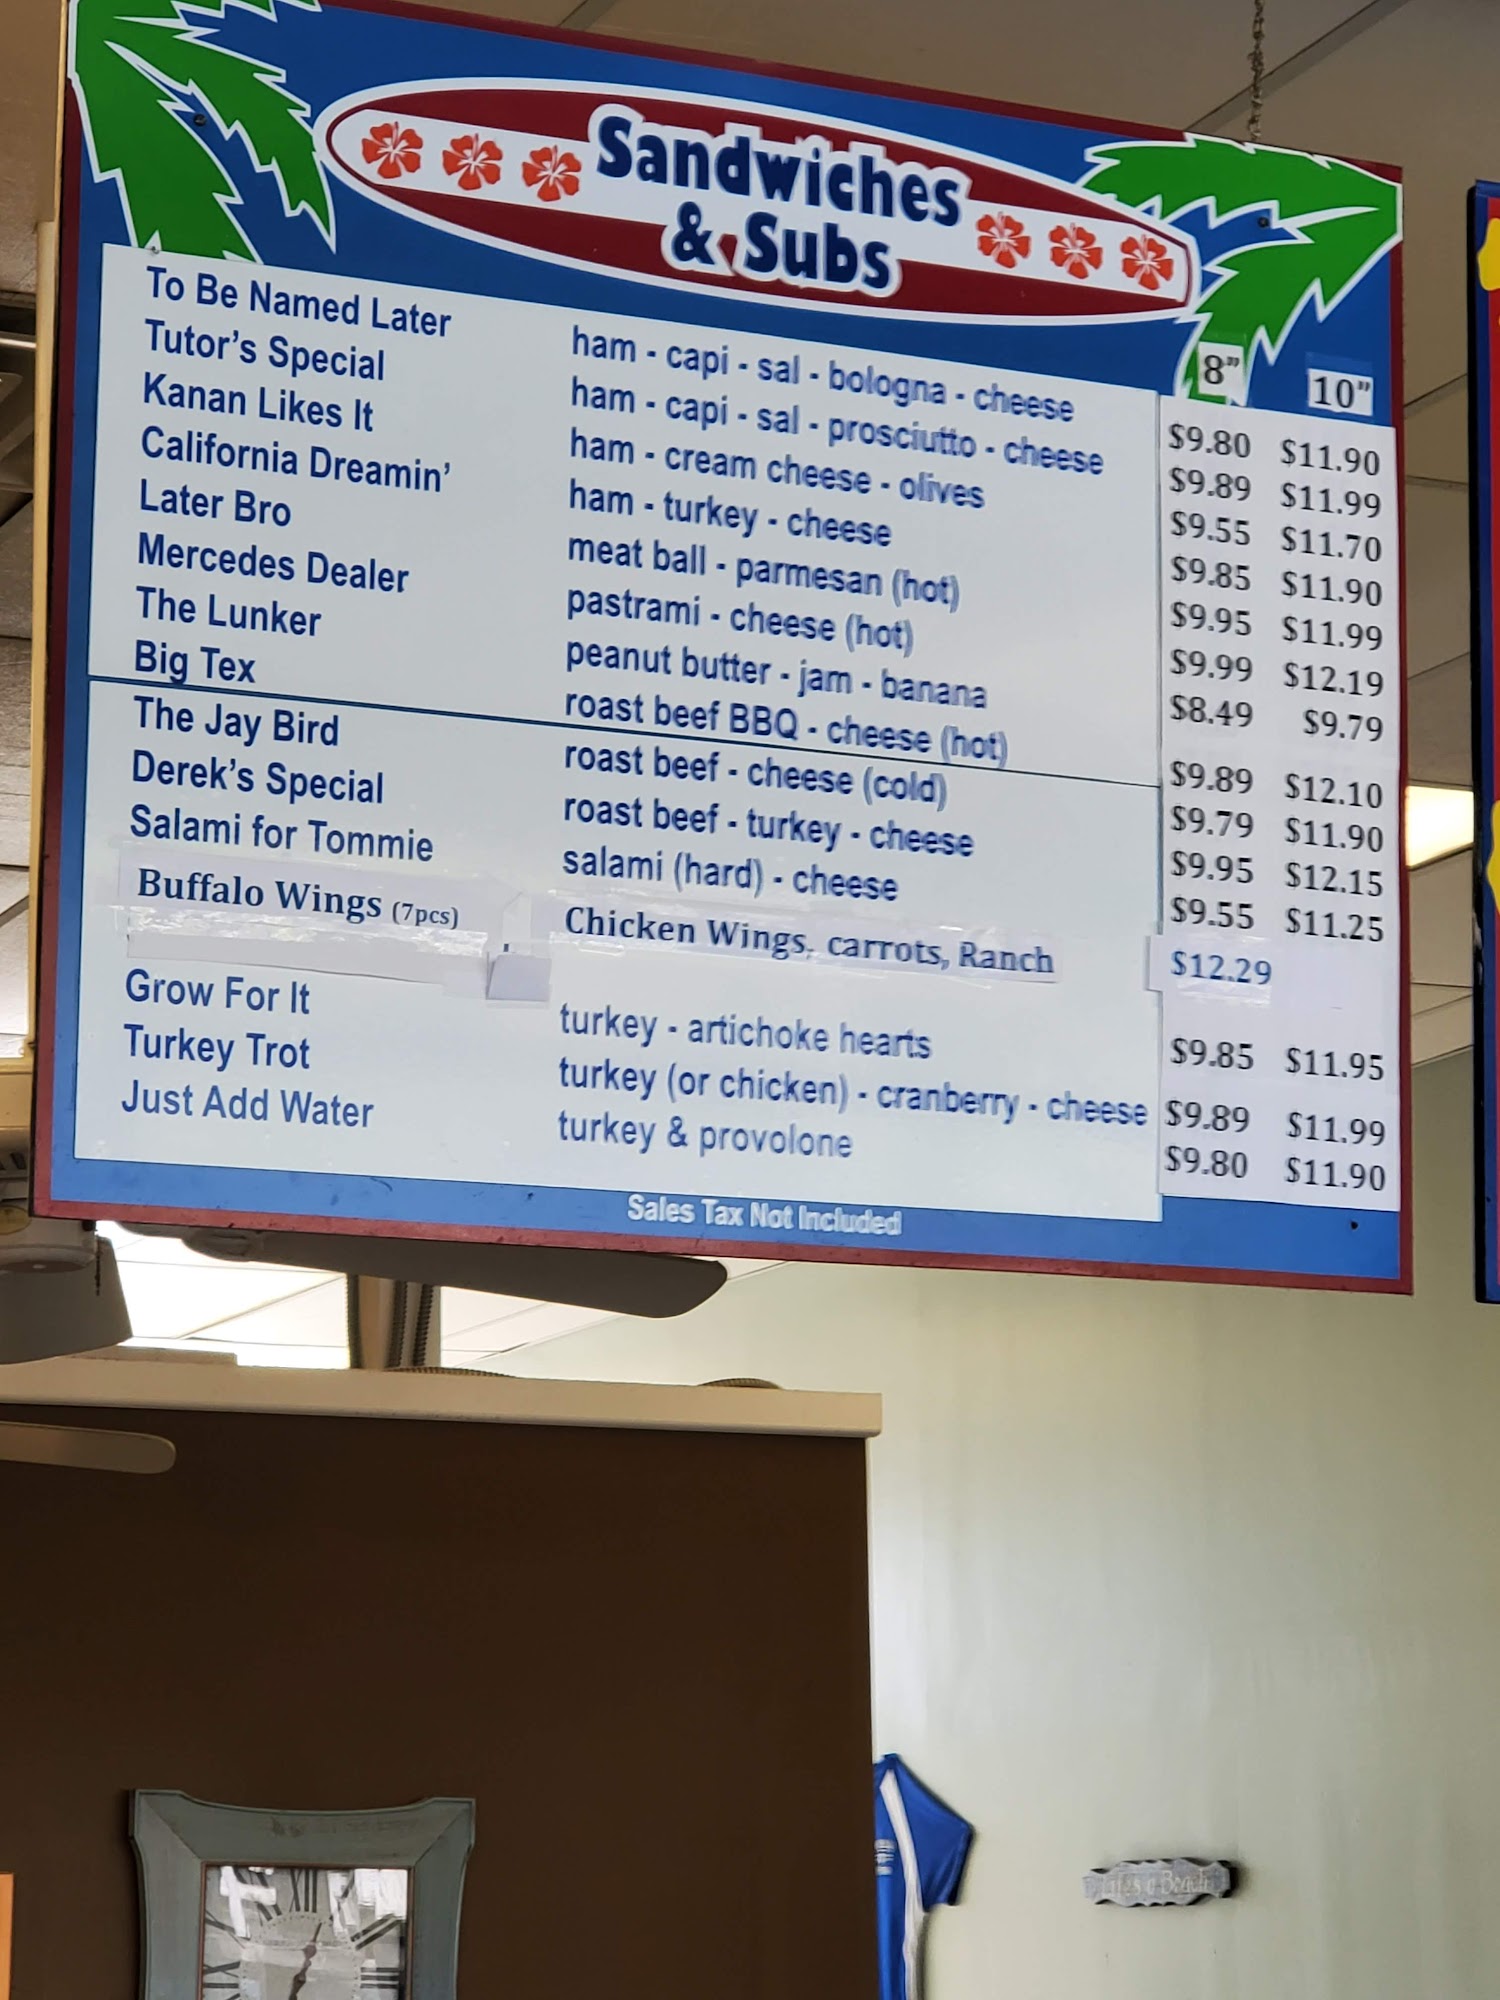 Sandwiches
& Subs
8" 10"
To Be Named Later ham - capi - sal - bologna - cheese $9.80 $11.90
Tutor's Special ham - capi - sal - prosciutto - cheese $9.89 $11.99
Kanan Likes It ham - cream cheese - olives $9.55 $11.70
California Dreamin' ham - turkey - cheese $9.85 $11.90
Later Bro meat ball - parmesan (hot) $9.95 $11.99
Mercedes Dealer pastrami - cheese (hot) $9.99 $12.19
The Lunker peanut butter - jam - banana $8.49 $9.79
Big Tex roast beef BBQ - cheese (hot) $9.89 $12.10
The Jay Bird roast beef - cheese (cold) $9.79 $11.90
Derek's Special roast beef - turkey - cheese $9.95 $12.15
Salami for Tommie salami (hard) - cheese $9.55 $11.25
Buffalo Wings (7pcs) Chicken Wings, carrots, Ranch $12.29
Grow For It turkey - artichoke hearts $9.85 $11.95
Turkey Trot turkey (or chicken) - cranberry - cheese $9.89 $11.99
Just Add Water turkey & provolone $9.80 $11.90
Sales Tax Not Included